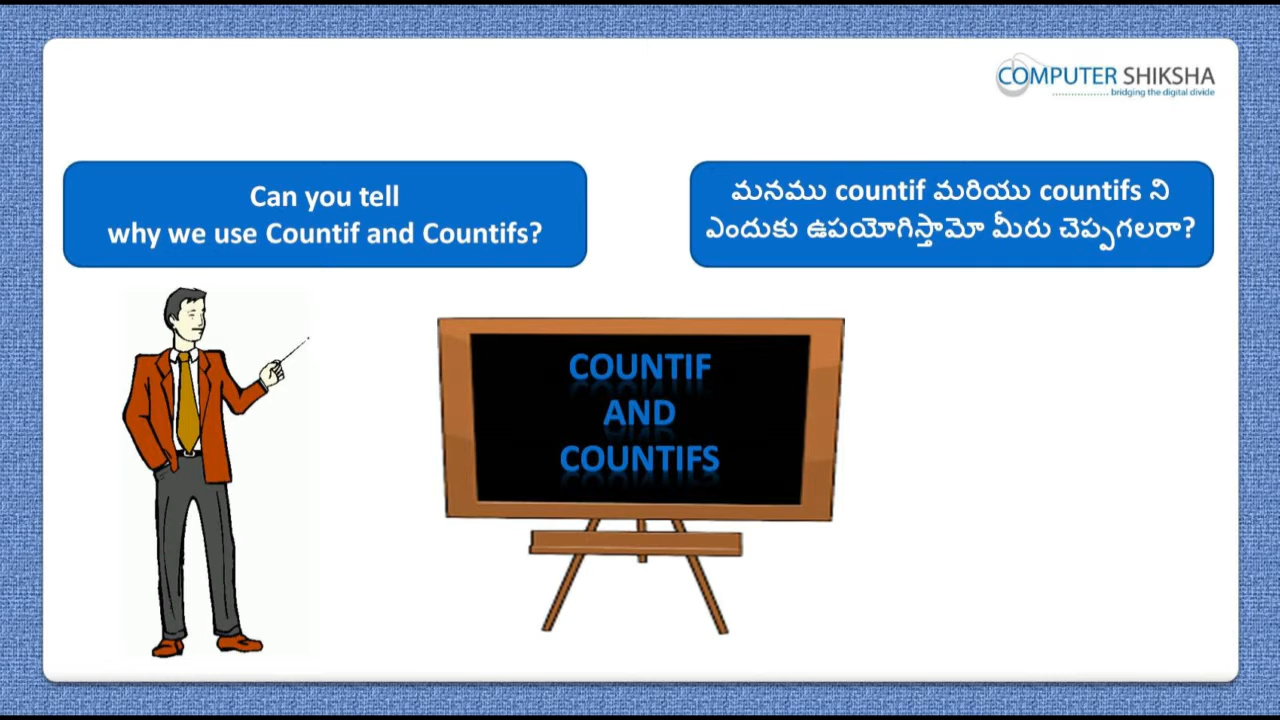 COMPUTER SHIKSHA
bridging the digital divide
Can you tell
why we use Countif and Countifs?
మనము countif మరియు countifs ని
ఎందుకు ఉపయోగిస్తామో మీరు చెప్పగలరా?
COUNTIF
AND
COUNTIFS